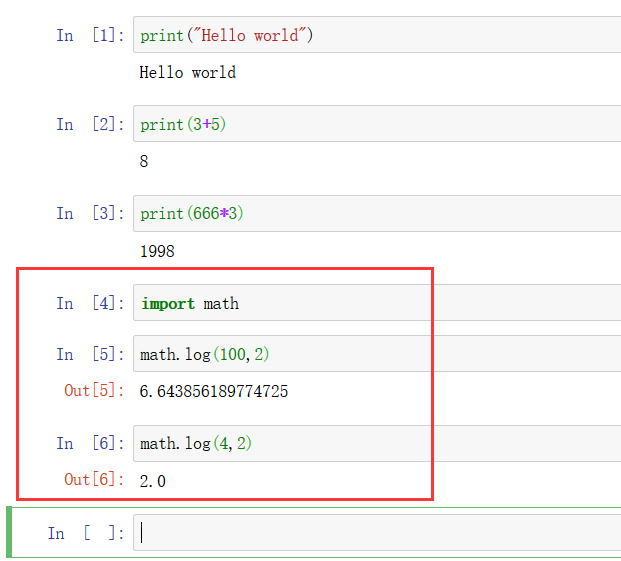 In [1]: print("Hello world")
Hello world
In [2]: print(3+5)
8
In [3]: print(666*3)
1998
In [4]: import math
In [5]: math.log(100,2)
Out[5]: 6.643856189774725
In [6]: math.log(4,2)
Out[6]: 2.0
In [ ]: